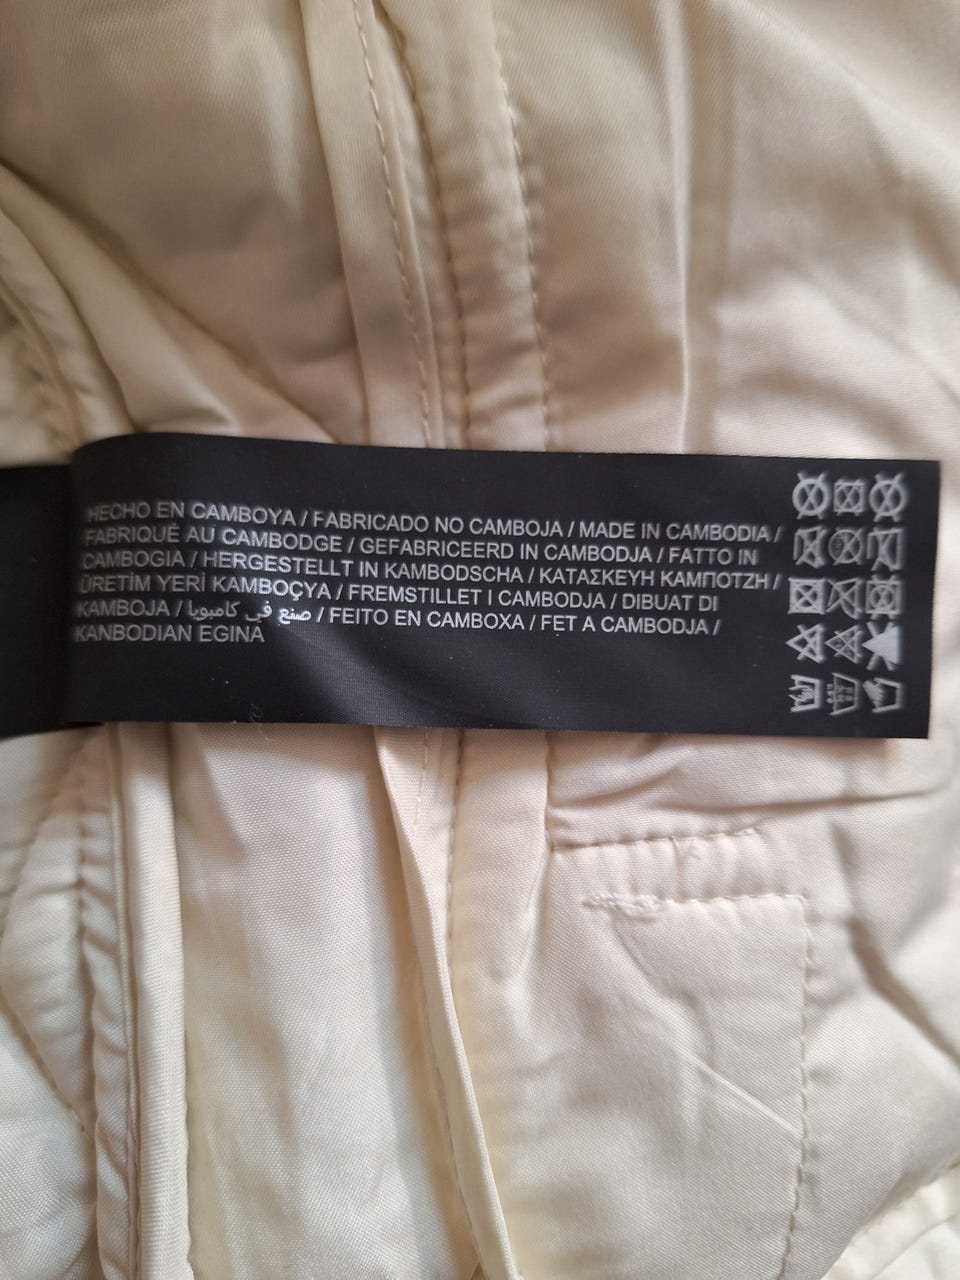 HECHO EN CAMBOYA / FABRICADO NO CAMBOJA / MADE IN CAMBODIA /
FABRIQUÉ AU CAMBODGE / GEFABRICEERD IN CAMBODJA / FATTO IN
CAMBOGIA / HERGESTELLT IN KAMBODSCHA / ΚΑΤΑΣΚΕΥΗ ΚΑΜΠΟΤΖΗ /
ÜRETİM YERİ KAMBOÇYA / FREMSTILLET I CAMBODJA / DIBUAT DI
KAMBOJA / صنع في كامبوبا / FEITO EN CAMBOXA / FET A CAMBODJA /
KANBODIAN EGINA